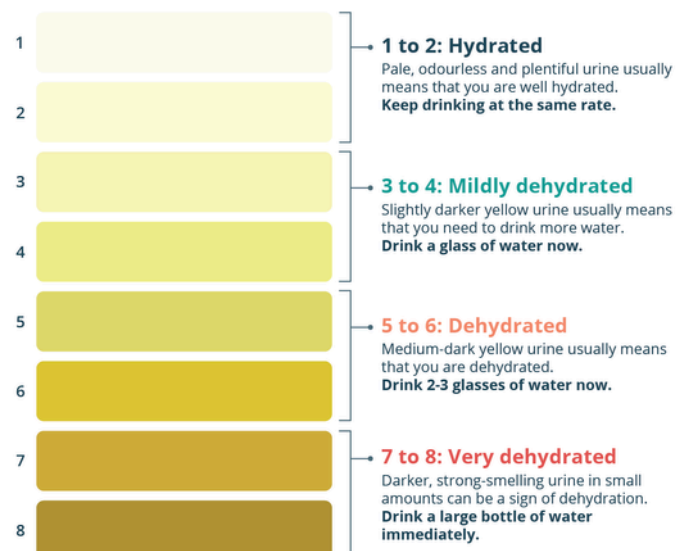 1
1 to 2: Hydrated
Pale, odourless and plentiful urine usually
means that you are well hydrated.
Keep drinking at the same rate.
2
3
3 to 4: Mildly dehydrated
Slightly darker yellow urine usually means
that you need to drink more water.
Drink a glass of water now.
4
5
5 to 6: Dehydrated
Medium-dark yellow urine usually means
that you are dehydrated.
Drink 2-3 glasses of water now.
6
7
7 to 8: Very dehydrated
Darker, strong-smelling urine in small
amounts can be a sign of dehydration.
Drink a large bottle of water
immediately.
8